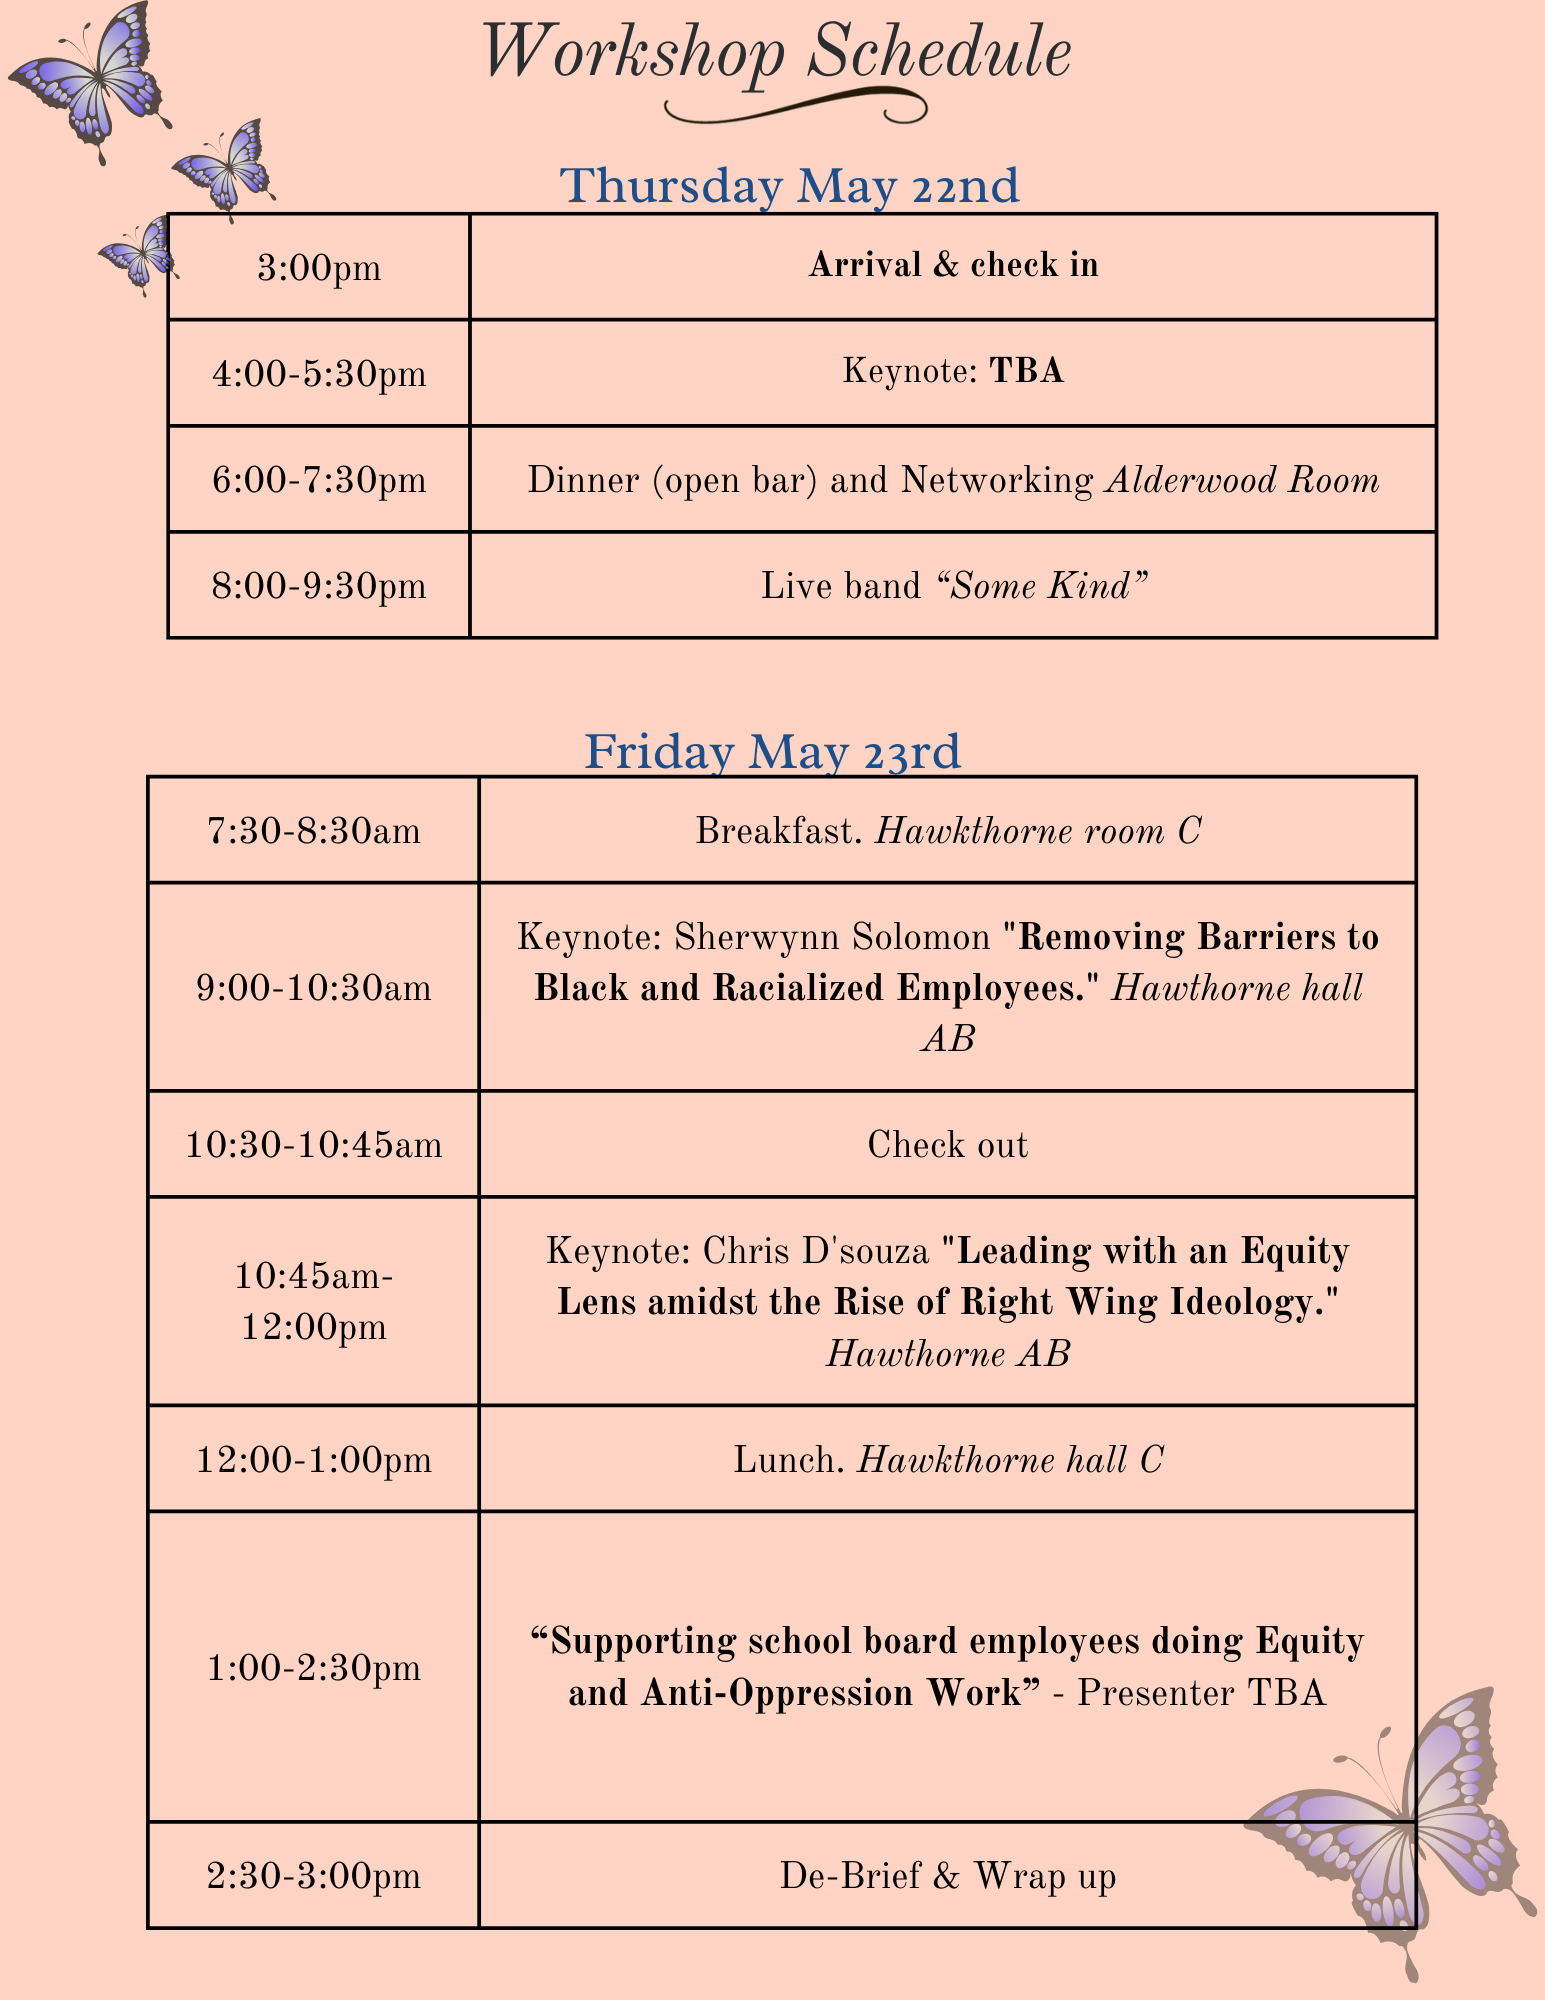 Workshop Schedule
Thursday May 22nd
3:00pm
Arrival & check in
4:00-5:30pm
Keynote: TBA
6:00-7:30pm
Dinner (open bar) and Networking Alderwood Room
8:00-9:30pm
Live band “Some Kind”
Friday May 23rd
7:30-8:30am
Breakfast. Hawkthorne room C
9:00-10:30am
Keynote: Sherwynn Solomon "Removing Barriers to
Black and Racialized Employees." Hawthorne hall
AB
10:30-10:45am
Check out
10:45am-
12:00pm
Keynote: Chris D'souza "Leading with an Equity
Lens amidst the Rise of Right Wing Ideology."
Hawthorne AB
12:00-1:00pm
Lunch. Hawkthorne hall C
1:00-2:30pm
“Supporting school board employees doing Equity
and Anti-Oppression Work” - Presenter TBA
2:30-3:00pm
De-Brief & Wrap up